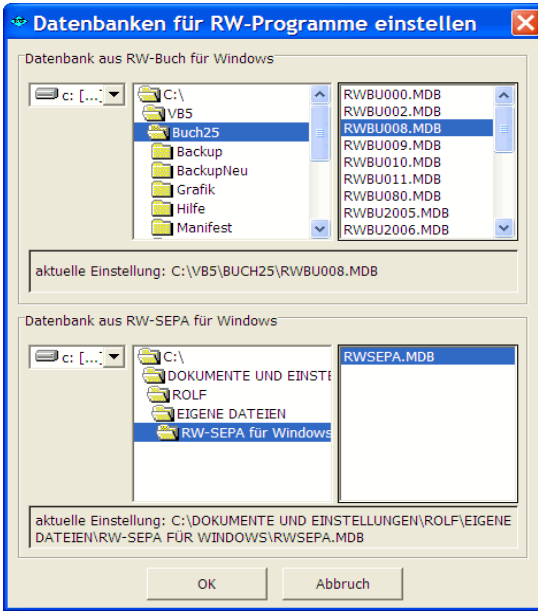 Datenbanken für RW-Programme einstellen
Datenbank aus RW-Buch für Windows
c: [...]
C:\
VB5
Buch25
Backup
BackupNeu
Grafik
Hilfe
Manifest
RWBU000.MDB
RWBU002.MDB
RWBU008.MDB
RWBU009.MDB
RWBU010.MDB
RWBU011.MDB
RWBU080.MDB
RWBU2005.MDB
RWBU2006.MDB
aktuelle Einstellung: C:\VB5\BUCH25\RWBU008.MDB
Datenbank aus RW-SEPA für Windows
c: [...]
C:\
DOKUMENTE UND EINSTE
ROLF
EIGENE DATEIEN
RW-SEPA für Windows
RWSEPA.MDB
aktuelle Einstellung: C:\DOKUMENTE UND EINSTELLUNGEN\ROLF\EIGENE
DATEIEN\RW-SEPA FÜR WINDOWS\RWSEPA.MDB
OK
Abbruch